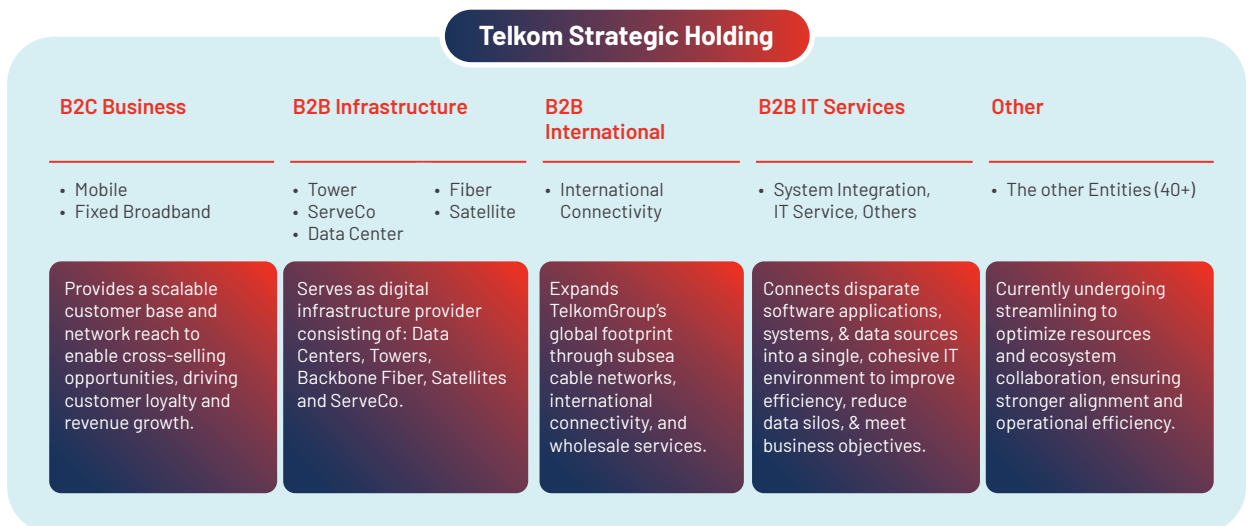 Telkom Strategic Holding
B2C Business
• Mobile
• Fixed Broadband
Provides a scalable
customer base and
network reach to
enable cross-selling
opportunities, driving
customer loyalty and
revenue growth.
B2B Infrastructure
• Tower
• ServeCo
• Data Center
• Fiber
• Satellite
Serves as digital
infrastructure provider
consisting of: Data
Centers, Towers,
Backbone Fiber, Satellites
and ServeCo.
B2B
International
• International
Connectivity
Expands
TelkomGroup’s
global footprint
through subsea
cable networks,
international
connectivity, and
wholesale services.
B2B IT Services
• System Integration,
IT Service, Others
Connects disparate
software applications,
systems, & data sources
into a single, cohesive IT
environment to improve
efficiency, reduce
data silos, & meet
business objectives.
Other
• The other Entities (40+)
Currently undergoing
streamlining to
optimize resources
and ecosystem
collaboration, ensuring
stronger alignment and
operational efficiency.